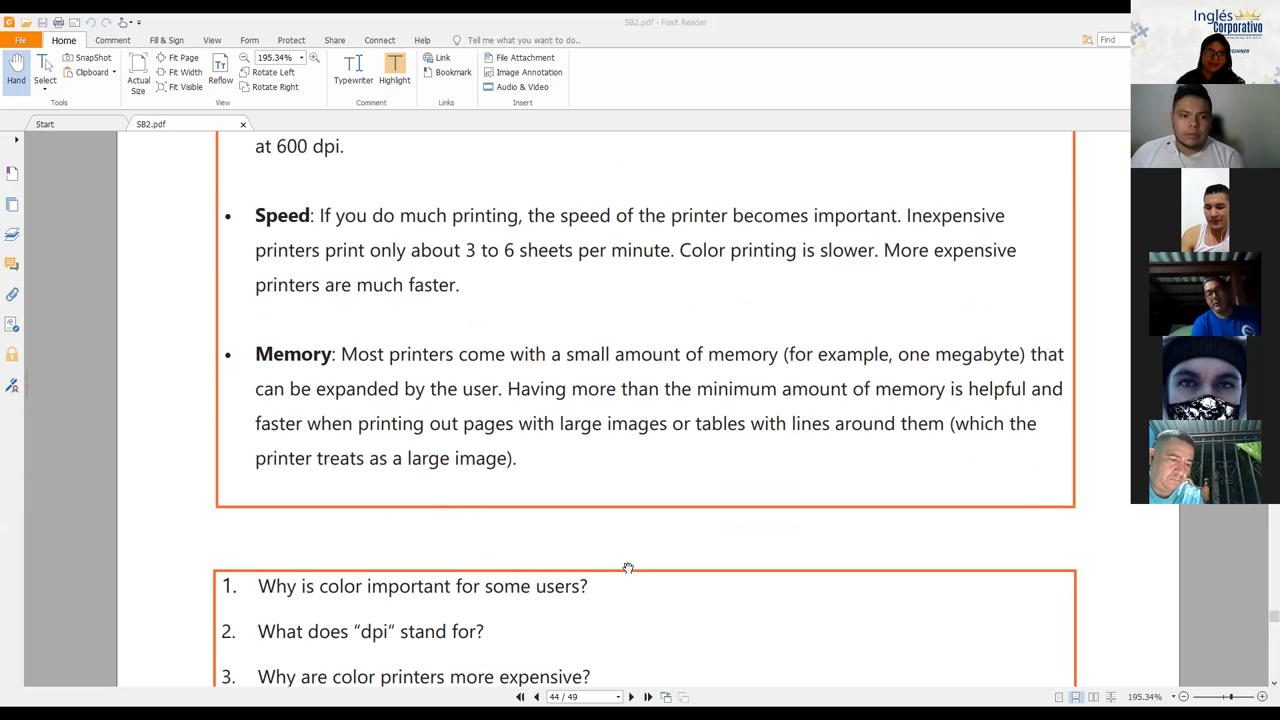 SB2.pdf - Foxit Reader
File Home Comment Fill & Sign View Form Protect Share Connect Help Tell me what you want to do.. Find
Hand
Select
SnapShot
Clipboard
Tools
Actual Size
Fit Page
Fit Width
Fit Visible
Reflow
195.34%
Rotate Left
Rotate Right
View
Typewriter
Highlight
Comment
Link
Bookmark
Links
File Attachment
Image Annotation
Audio & Video
Insert
Start
SB2.pdf
at 600 dpi.
• Speed: If you do much printing, the speed of the printer becomes important. Inexpensive
printers print only about 3 to 6 sheets per minute. Color printing is slower. More expensive
printers are much faster.
• Memory: Most printers come with a small amount of memory (for example, one megabyte) that
can be expanded by the user. Having more than the minimum amount of memory is helpful and
faster when printing out pages with large images or tables with lines around them (which the
printer treats as a large image).
1. Why is color important for some users?
2. What does “dpi“ stand for?
3. Why are color printers more expensive?
44 / 49
195.34%
Inglés
Corporativo